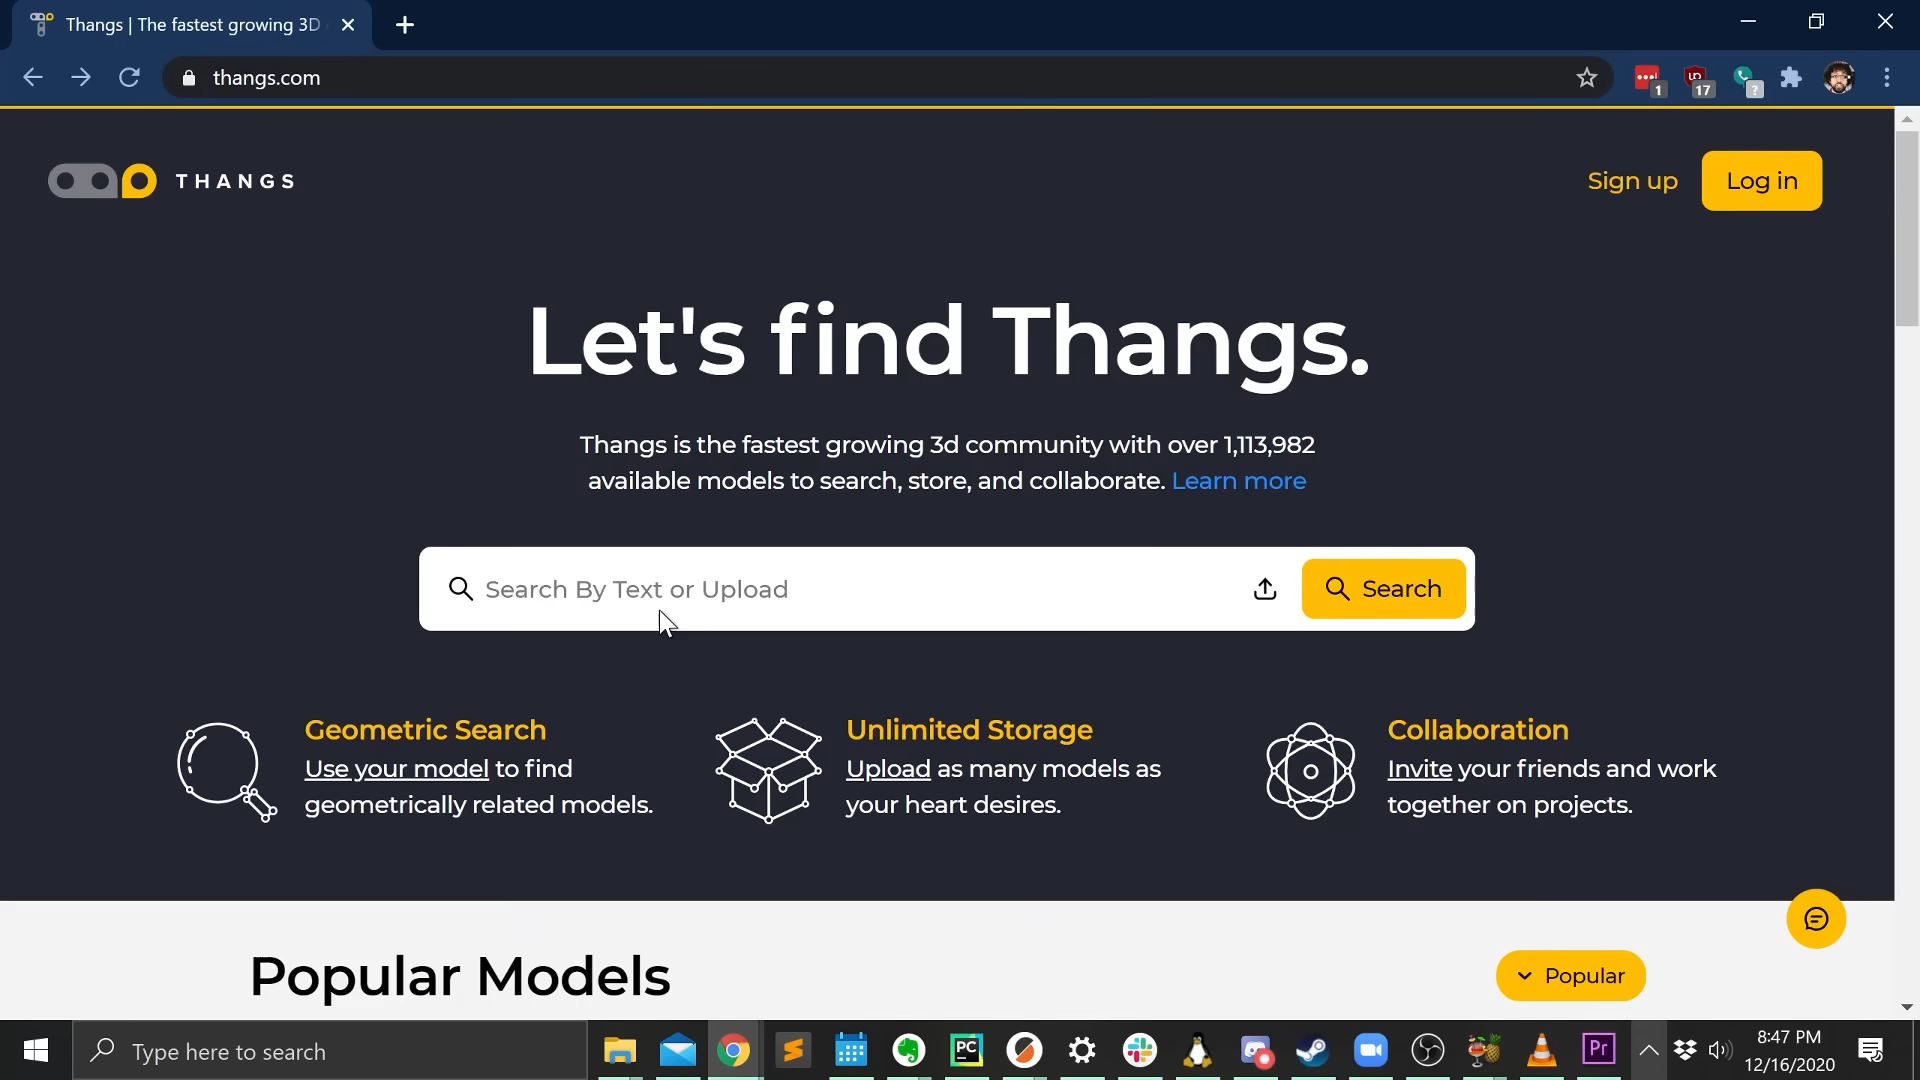 Thangs | The fastest growing 3D
thangs.com
1
17
?
THANGS
Sign up
Log in
Let's find Thangs.
Thangs is the fastest growing 3d community with over 1,113,982
available models to search, store, and collaborate. Learn more
Search By Text or Upload
Search
Geometric Search
Use your model to find
geometrically related models.
Unlimited Storage
Upload as many models as
your heart desires.
Collaboration
Invite your friends and work
together on projects.
Popular Models
Popular
Type here to search
PC
Pr
8:47 PM
12/16/2020